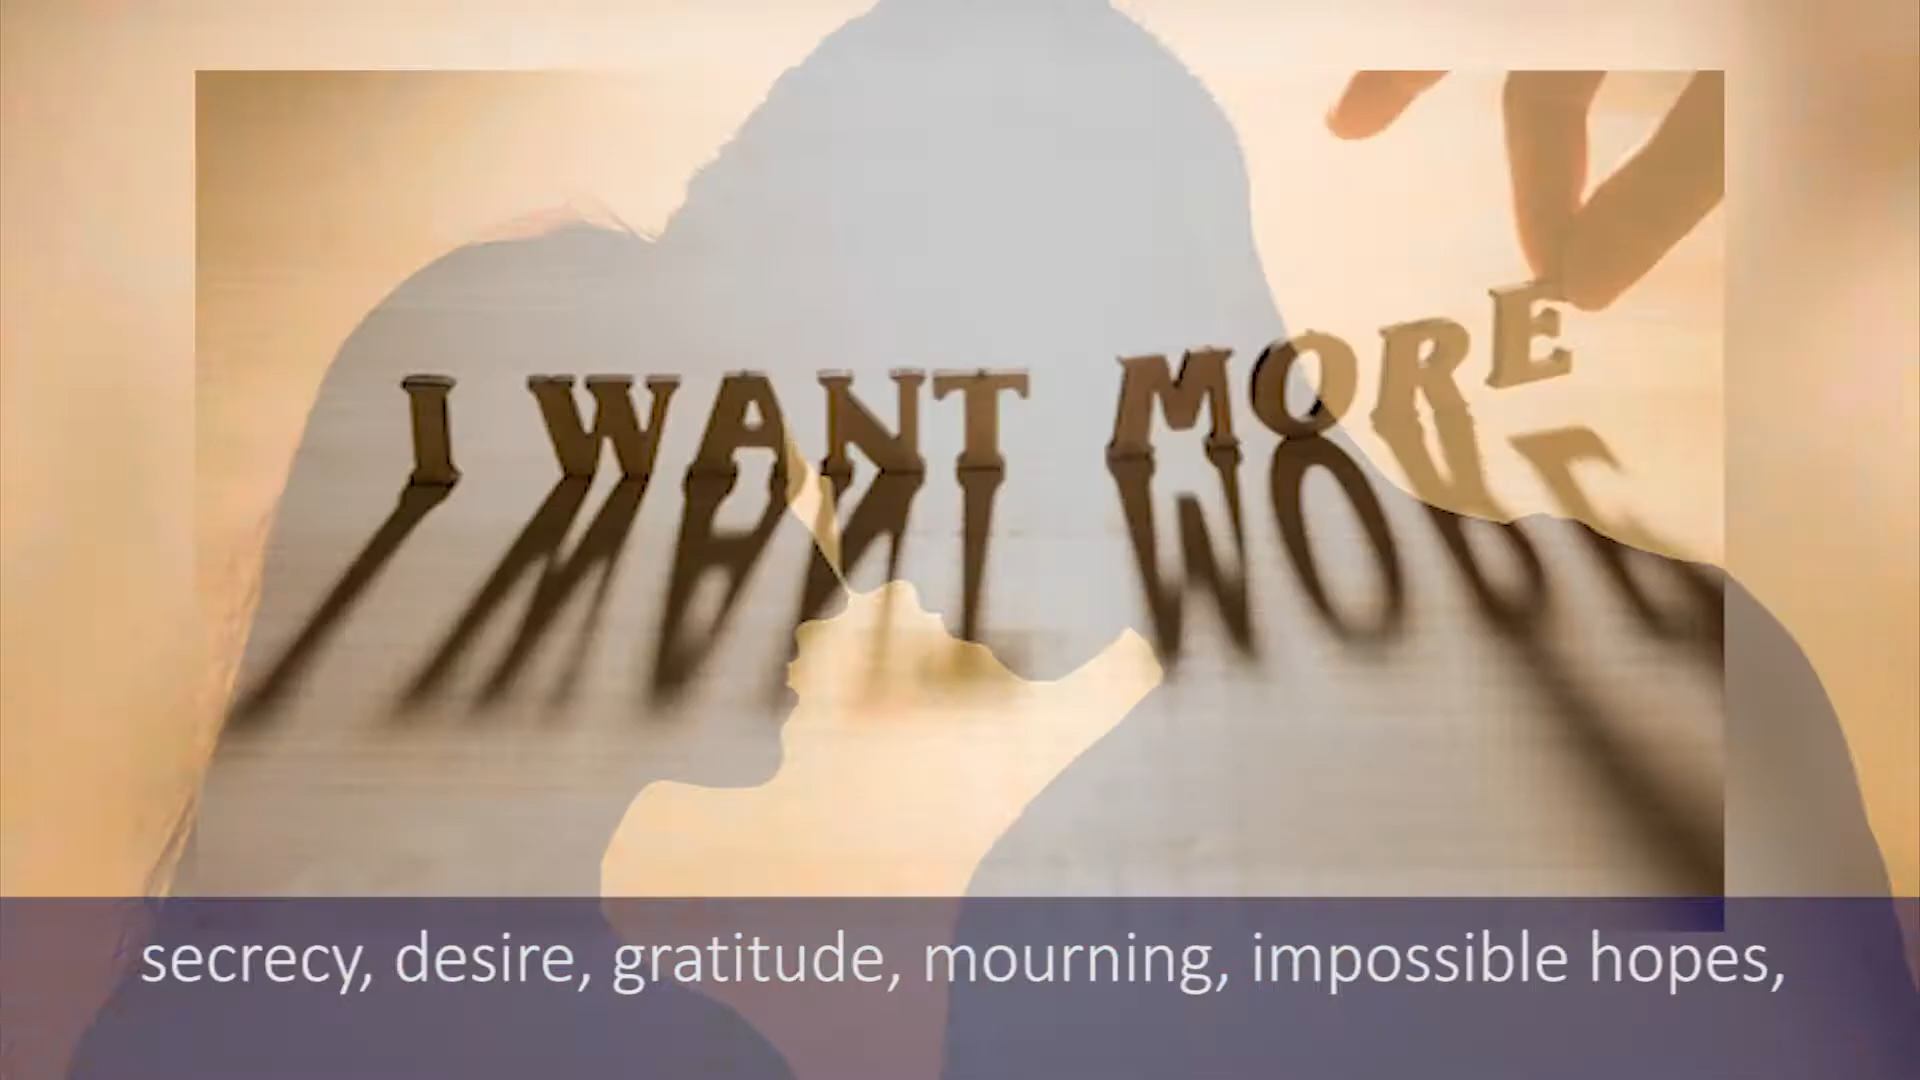 I WANT MORE
secrecy, desire, gratitude, mourning, impossible hopes,